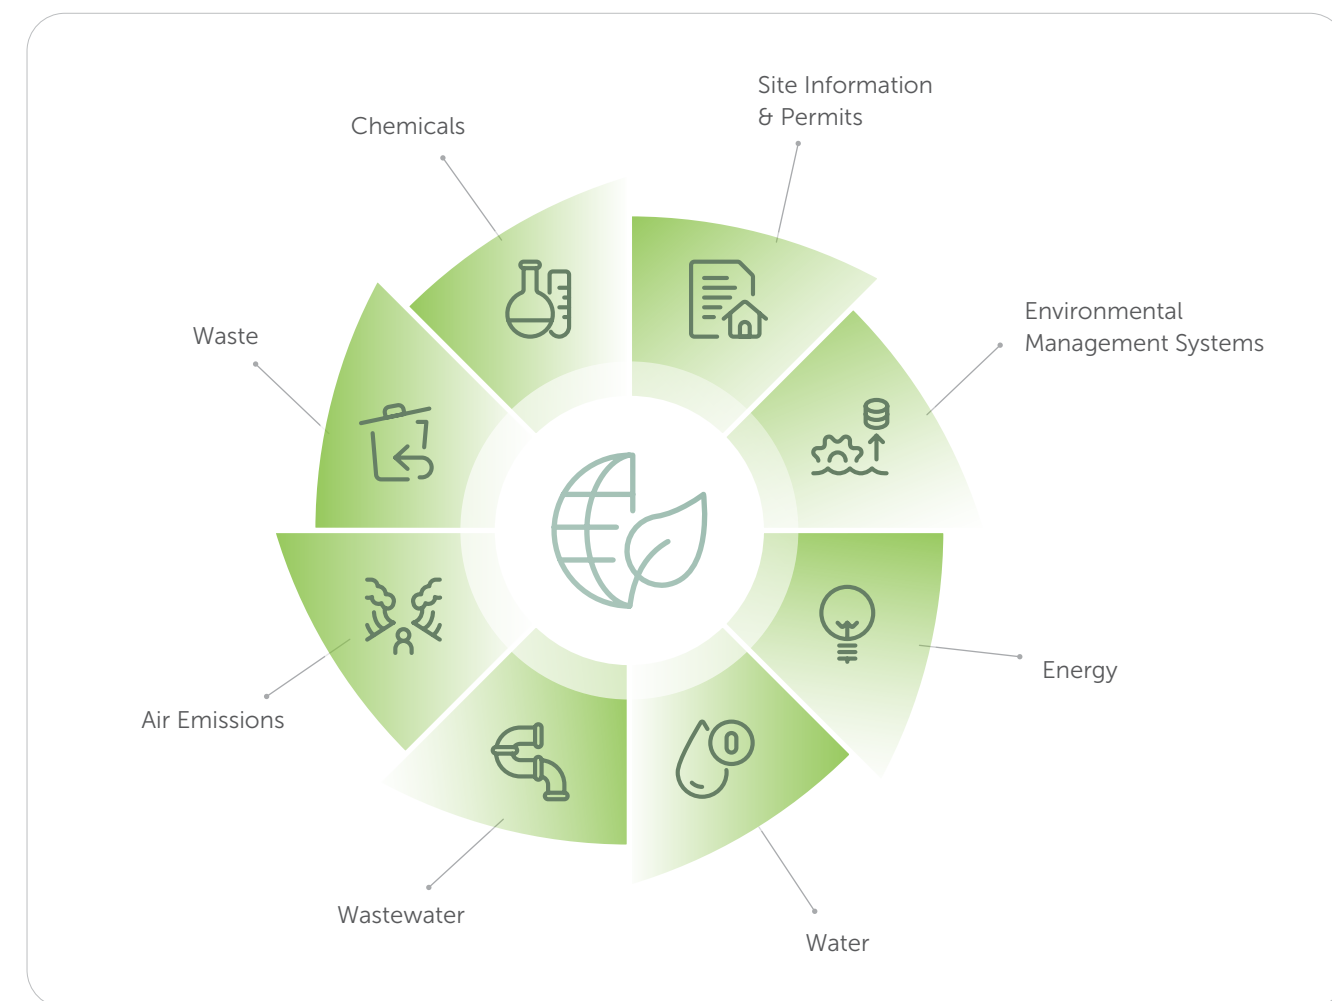 Site Information
& Permits
Chemicals
Environmental
Management Systems
Waste
Energy
Air Emissions
Wastewater
Water